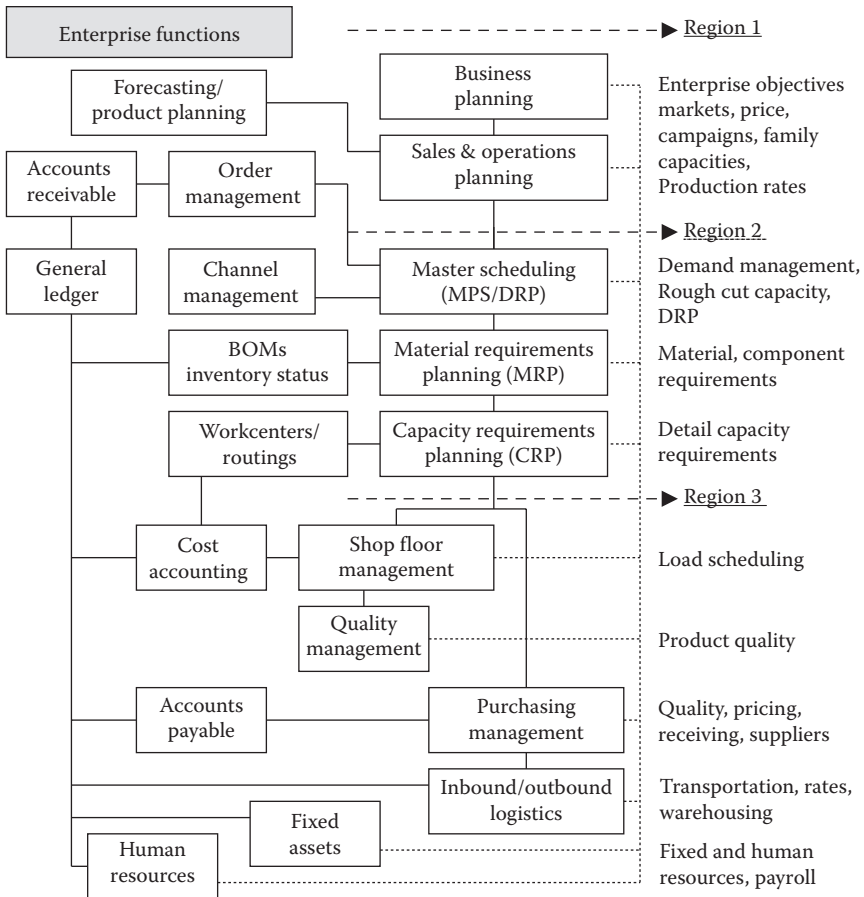 Enterprise functions
Region 1
Forecasting/
product planning
Business
planning
Enterprise objectives
markets, price,
campaigns, family
capacities,
Production rates
Accounts
receivable
Order
management
Sales & operations
planning
Region 2
General
ledger
Channel
management
Master scheduling
(MPS/DRP)
Demand management,
Rough cut capacity,
DRP
BOMs
inventory status
Material requirements
planning (MRP)
Material, component
requirements
Workcenters/
routings
Capacity requirements
planning (CRP)
Detail capacity
requirements
Region 3
Cost
accounting
Shop floor
management
Load scheduling
Quality
management
Product quality
Accounts
payable
Purchasing
management
Quality, pricing,
receiving, suppliers
Inbound/outbound
logistics
Transportation, rates,
warehousing
Fixed
assets
Human
resources
Fixed and human
resources, payroll